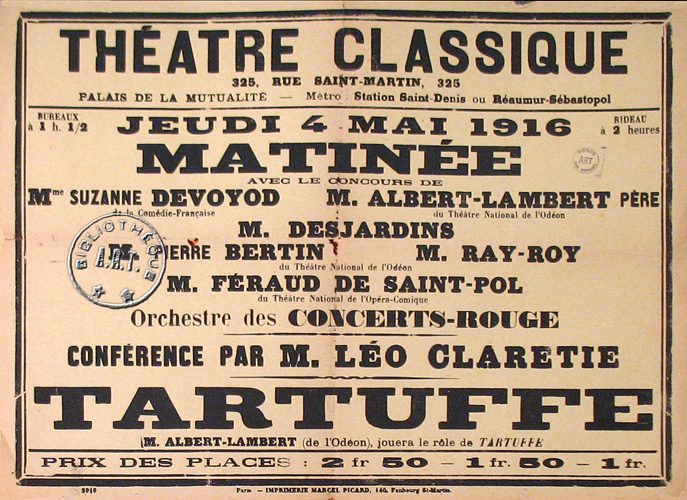 THÉATRE CLASSIQUE
325, RUE SAINT-MARTIN, 325
PALAIS DE LA MUTUALITÉ — Métro : Station Saint-Denis ou Réaumur-Sébastopol
BUREAUX à 1 h. 1/2
JEUDI 4 MAI 1916
RIDEAU à 2 heures
MATINÉE
AVEC LE CONCOURS DE
Mme SUZANNE DEVOYOD M. ALBERT-LAMBERT PÈRE
de la Comédie-Française du Théâtre National de l'Odéon
M. DESJARDINS
M. PIERRE BERTIN M. RAY-ROY
du Théâtre National de l'Odéon
M. FÉRAUD DE SAINT-POL
du Théâtre National de l'Opéra-Comique
Orchestre des CONCERTS-ROUGE
CONFÉRENCE PAR M. LÉO CLARETIE
TARTUFFE
M. ALBERT-LAMBERT (de l'Odéon), jouera le rôle de TARTUFFE
PRIX DES PLACES : 2 fr 50 — 1 fr. 50 — 1 fr.
Paris — IMPRIMERIE MARCEL PICARD, 140, Faubourg St-Martin.
BIBLIOTHÈQUE
A.R.T.
ART